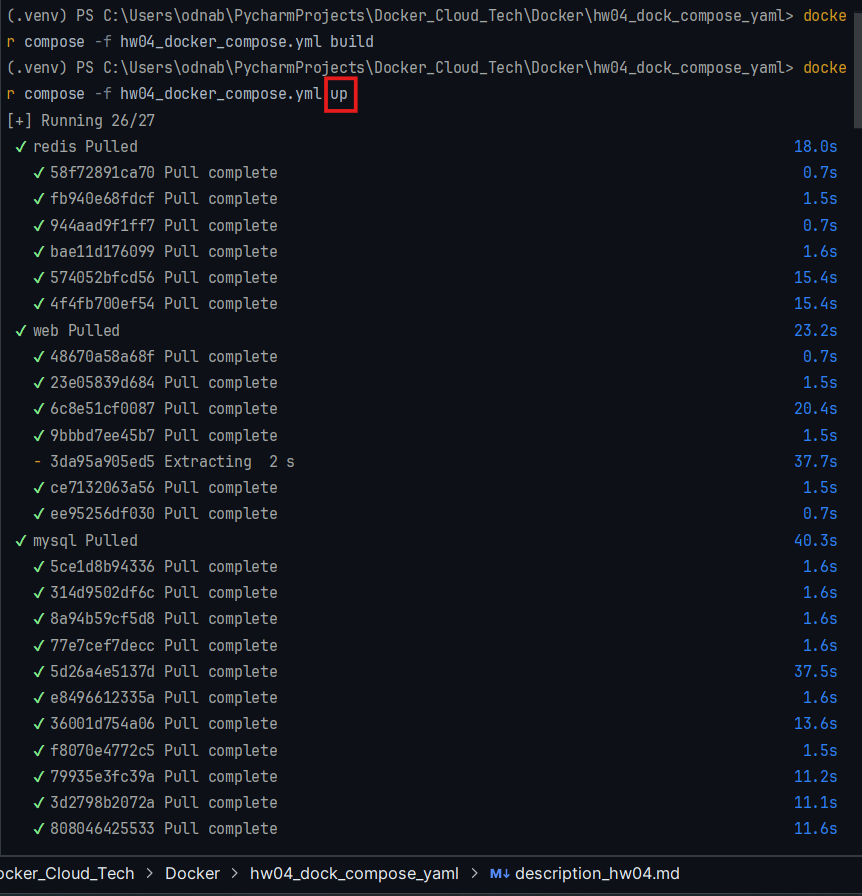 (.venv) PS C:\Users\odnab\PycharmProjects\Docker_Cloud_Tech\Docker\hw04_dock_compose_yaml> docke
r compose -f hw04_docker_compose.yml build
(.venv) PS C:\Users\odnab\PycharmProjects\Docker_Cloud_Tech\Docker\hw04_dock_compose_yaml> docke
r compose -f hw04_docker_compose.yml up
[+] Running 26/27
✓ redis Pulled 18.0s
✓ 58f72891ca70 Pull complete 0.7s
✓ fb940e68fdcf Pull complete 1.5s
✓ 944aad9f1ff7 Pull complete 0.7s
✓ bae11d176099 Pull complete 1.6s
✓ 574052bfcd56 Pull complete 15.4s
✓ 4f4fb700ef54 Pull complete 15.4s
✓ web Pulled 23.2s
✓ 48670a58a68f Pull complete 0.7s
✓ 23e05839d684 Pull complete 1.5s
✓ 6c8e51cf0087 Pull complete 20.4s
✓ 9bbbd7ee45b7 Pull complete 1.5s
- 3da95a905ed5 Extracting 2 s 37.7s
✓ ce7132063a56 Pull complete 1.5s
✓ ee95256df030 Pull complete 0.7s
✓ mysql Pulled 40.3s
✓ 5ce1d8b94336 Pull complete 1.6s
✓ 314d9502df6c Pull complete 1.6s
✓ 8a94b59cf5d8 Pull complete 1.6s
✓ 77e7cef7decc Pull complete 1.6s
✓ 5d26a4e5137d Pull complete 37.5s
✓ e8496612335a Pull complete 1.6s
✓ 36001d754a06 Pull complete 13.6s
✓ f8070e4772c5 Pull complete 1.5s
✓ 79935e3fc39a Pull complete 11.2s
✓ 3d2798b2072a Pull complete 11.1s
✓ 808046425533 Pull complete 11.6s
ocker_Cloud_Tech > Docker > hw04_dock_compose_yaml > M↓ description_hw04.md